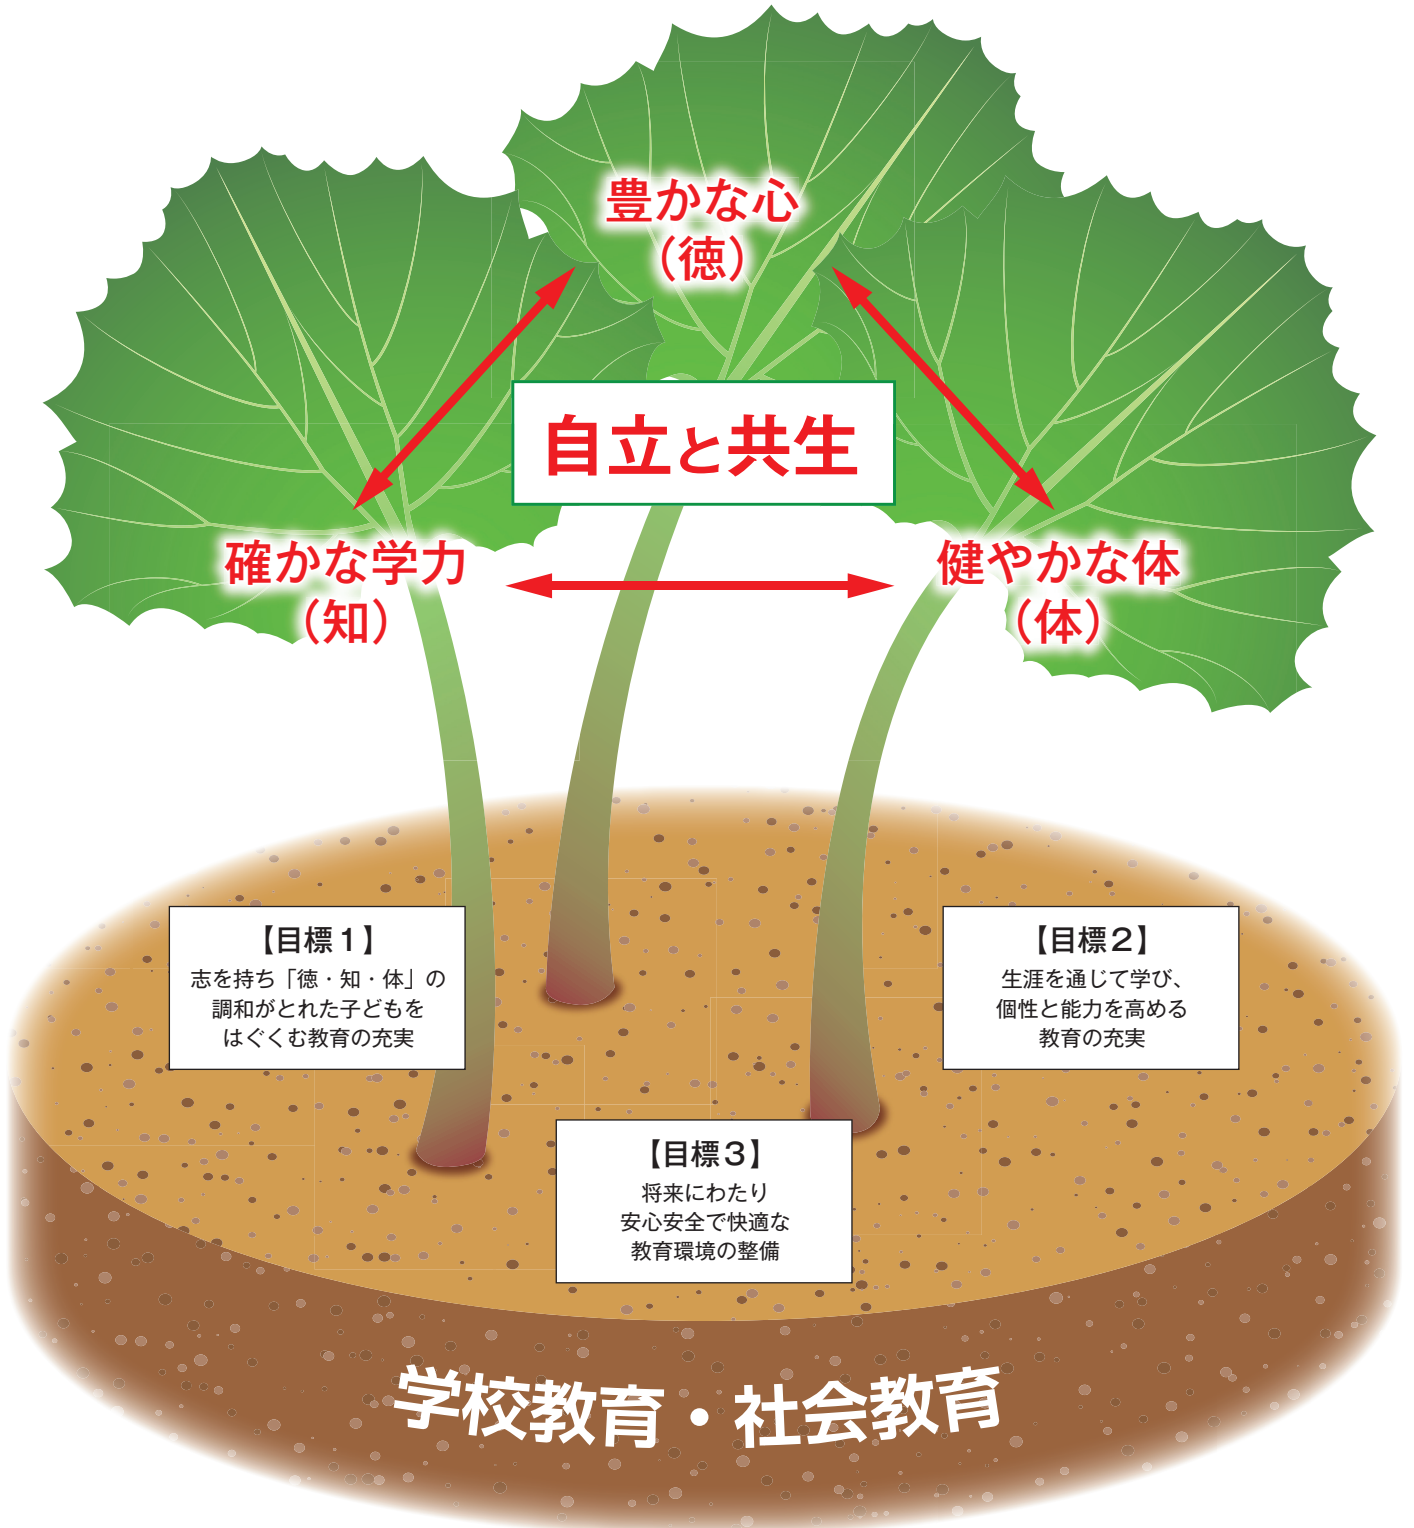 豊かな心
（徳）
自立と共生
確かな学力
（知）
健やかな体
（体）
【目標１】
志を持ち「徳・知・体」の
調和がとれた子どもを
はぐくむ教育の充実
【目標２】
生涯を通じて学び、
個性と能力を高める
教育の充実
【目標３】
将来にわたり
安心安全で快適な
教育環境の整備
学校教育・社会教育